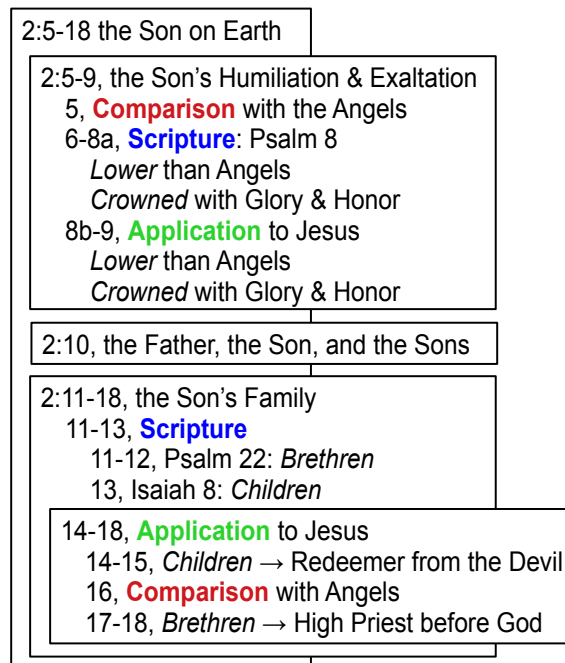 2:5-18 the Son on Earth
2:5-9, the Son's Humiliation & Exaltation
5, Comparison with the Angels
6-8a, Scripture: Psalm 8
Lower than Angels
Crowned with Glory & Honor
8b-9, Application to Jesus
Lower than Angels
Crowned with Glory & Honor
2:10, the Father, the Son, and the Sons
2:11-18, the Son's Family
11-13, Scripture
11-12, Psalm 22: Brethren
13, Isaiah 8: Children
14-18, Application to Jesus
14-15, Children → Redeemer from the Devil
16, Comparison with Angels
17-18, Brethren → High Priest before God